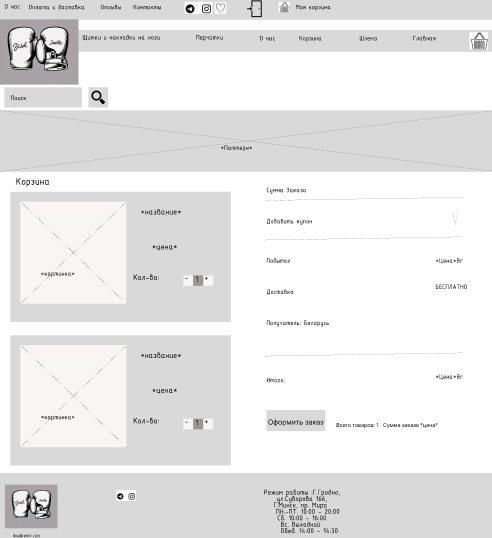 О нас Оплата и доставка Отзывы Контакты Моя корзина
Щитки и накладки на ноги Перчатки О нас Корзина Шлема Главная
Поиск
*Паттеры*
Корзина
*картинка*
*название*
*цена*
Кол-во: - 1 +
*картинка*
*название*
*цена*
Кол-во: - 1 +
Сумма Заказа
Добавить купон
Подытог *Цена*Br
Доставка БЕСПЛАТНО
Получатель: Беларусь
Итого: *Цена*Br
Оформить заказ Всего товаров: 1 Сумма заказа *цена*
Режим работы (Г.Гродно,
ул.Суворова 166,
Г.Минск, пр. Мира
ПН.-ПТ. 10:00 - 20:00
Сб. 10:00 - 16:00
Вс. Выходной
Обед. 14:00 - 14:30